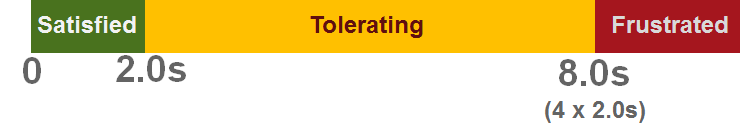 Satisfied Tolerating Frustrated
0 2.0s 8.0s
(4 x 2.0s)